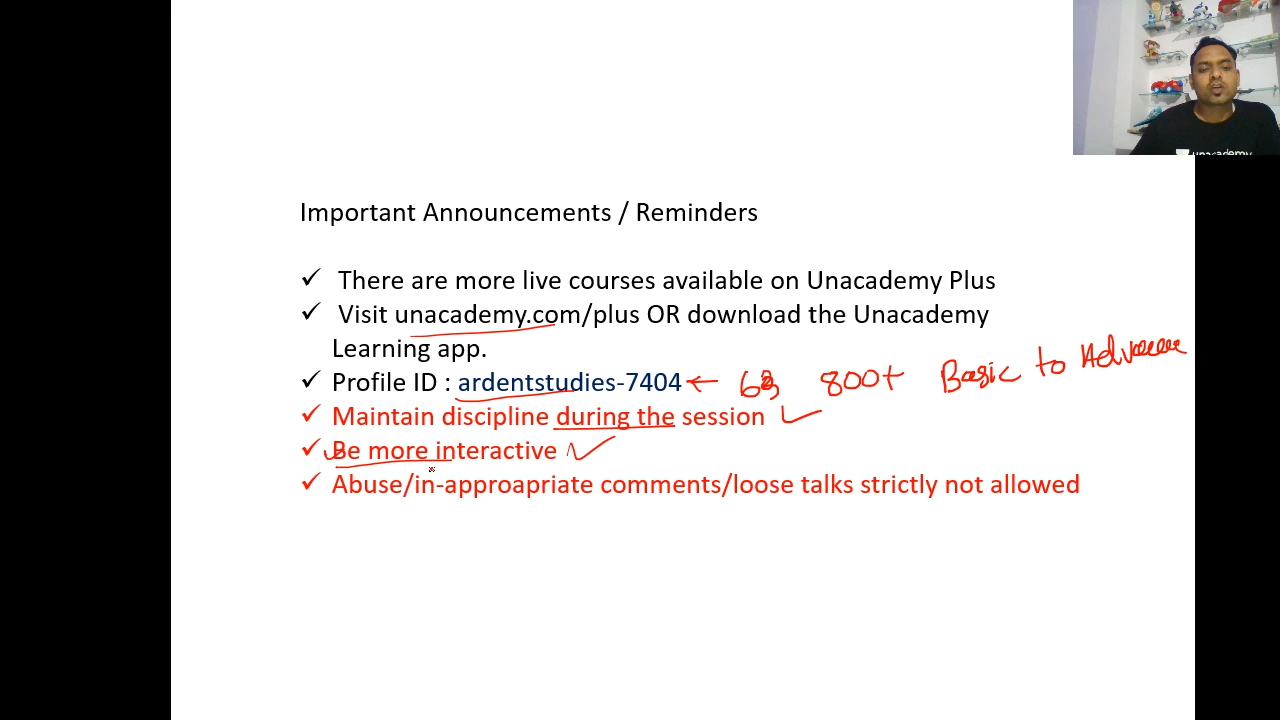 unacademy
Important Announcements / Reminders
✓ There are more live courses available on Unacademy Plus
✓ Visit unacademy.com/plus OR download the Unacademy
Learning app.
✓ Profile ID : ardentstudies-7404 ← 800+ Basic to
✓ Maintain discipline during the session ✓
✓ Be more interactive ✓
✓ Abuse/in-approapriate comments/loose talks strictly not allowed